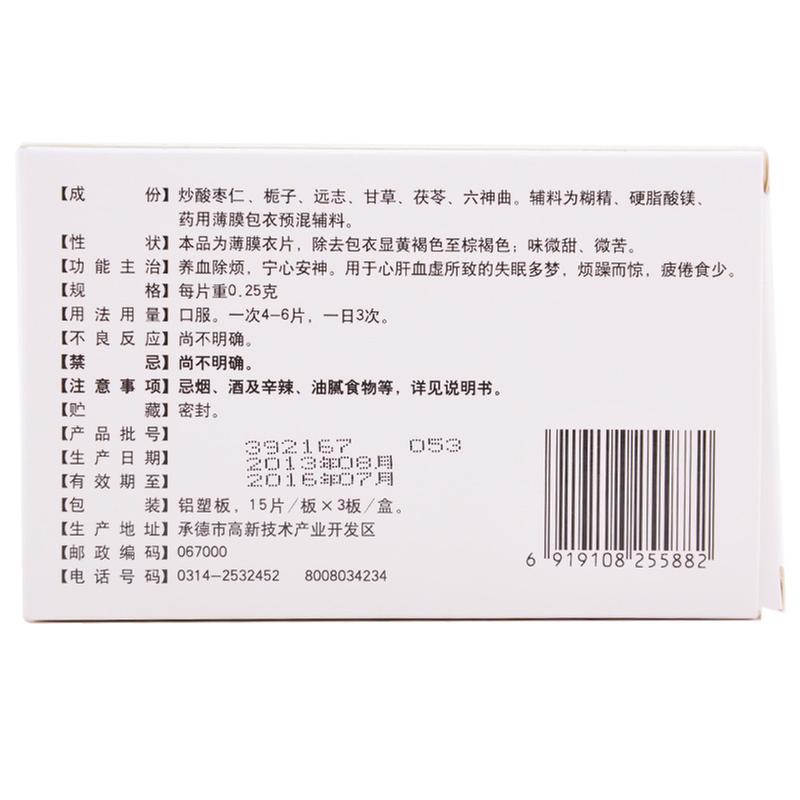 【成份】炒酸枣仁、栀子、远志、甘草、茯苓、六神曲。辅料为糊精、硬脂酸镁、
药用薄膜包衣预混辅料。
【性状】本品为薄膜衣片，除去包衣显黄褐色至棕褐色；味微甜、微苦。
【功能主治】养血除烦，宁心安神。用于心肝血虚所致的失眠多梦，烦躁而惊，疲倦食少。
【规格】每片重0.25克
【用法用量】口服。一次4-6片，一日3次。
【不良反应】尚不明确。
【禁忌】尚不明确。
【注意事项】忌烟、酒及辛辣、油腻食物等，详见说明书。
【贮藏】密封。
【产品批号】392167 053
【生产日期】2013年08月
【有效期至】2016年07月
【包装】铝塑板，15片/板×3板/盒。
【生产地址】承德市高新技术产业开发区
【邮政编码】067000
【电话号码】0314-2532452 8008034234
6 919108 255882